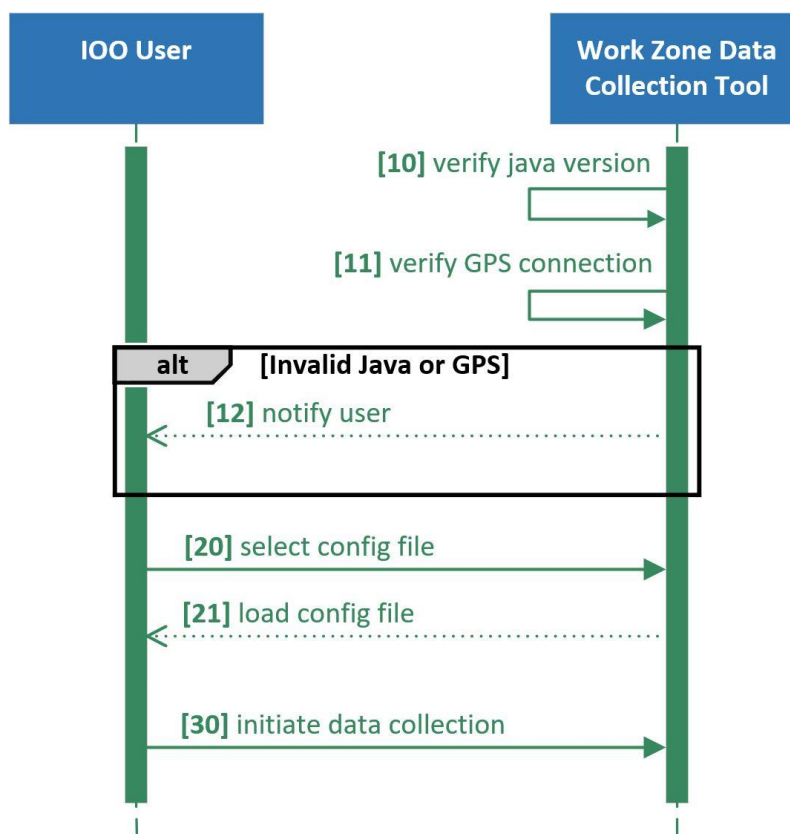 IOO User
Work Zone Data
Collection Tool
[10] verify java version
[11] verify GPS connection
alt
[Invalid Java or GPS]
[12] notify user
[20] select config file
[21] load config file
[30] initiate data collection